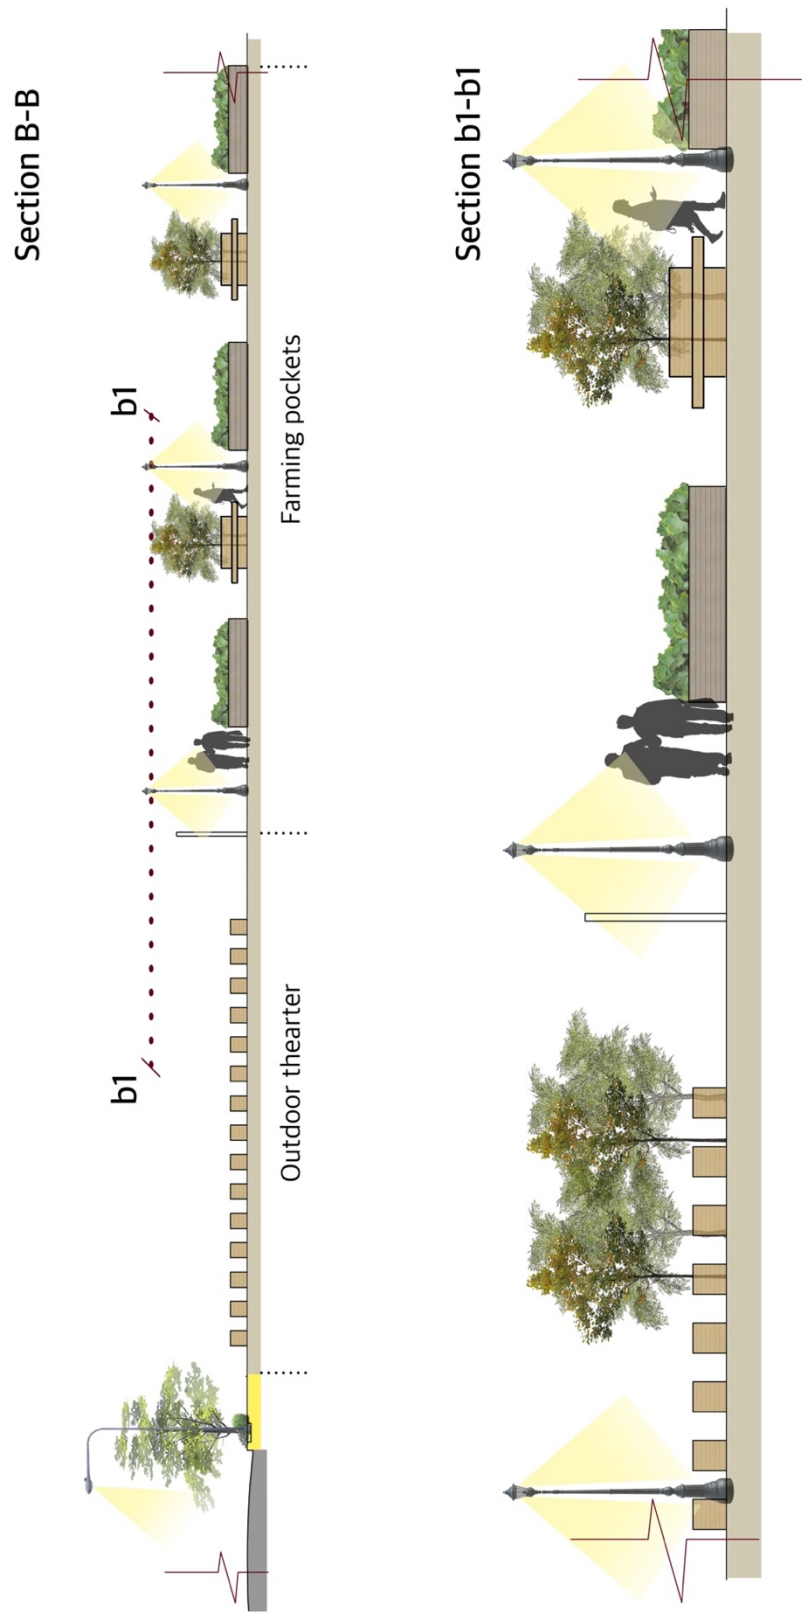 Section B-B
b1
b1
Outdoor thearter
Farming pockets
Section b1-b1